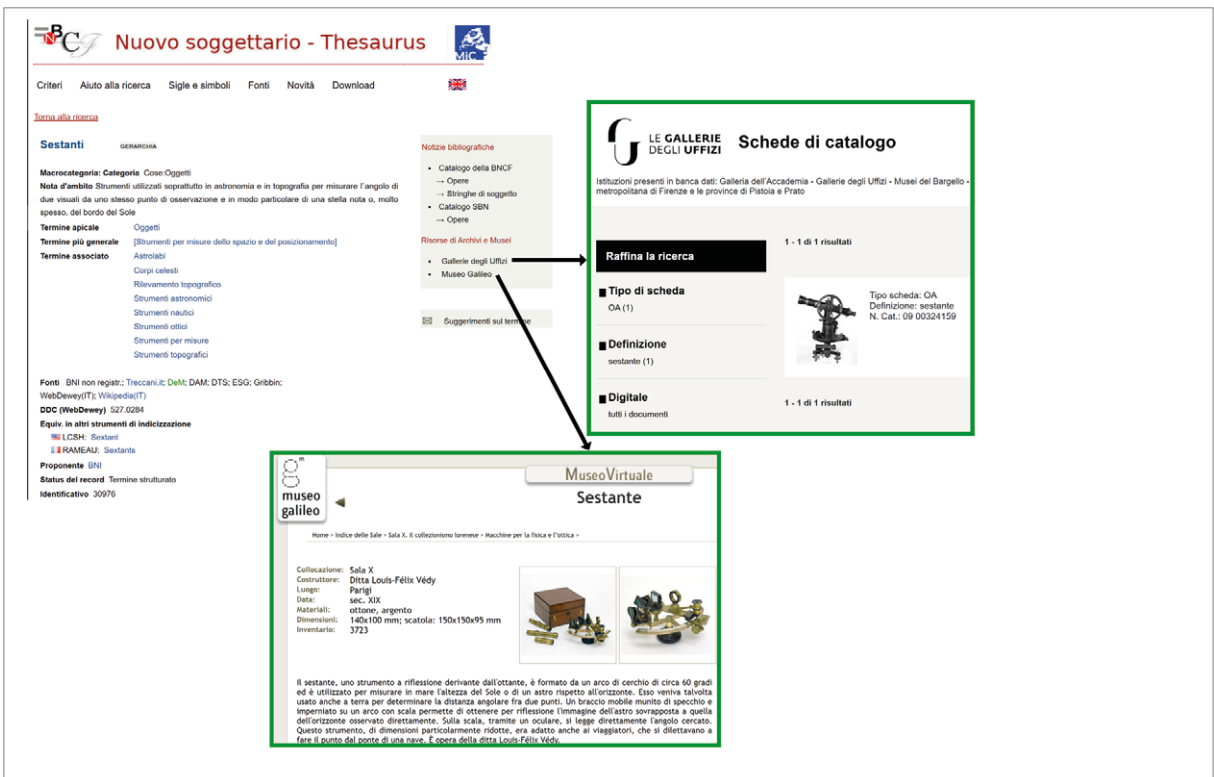 NBCF
Nuovo soggettario - Thesaurus
MiC
Criteri Aiuto alla ricerca Sigle e simboli Fonti Novità Download
Torna alla ricerca
Sestanti GERARCHIA
Macrocategoria: Categoria Cose:Oggetti
Nota d'ambito Strumenti utilizzati soprattutto in astronomia e in topografia per misurare l'angolo di
due visuali da uno stesso punto di osservazione e in modo particolare di una stella nota o, molto
spesso, del bordo del Sole
Termine apicale Oggetti
Termine più generale [Strumenti per misure dello spazio e del posizionamento]
Termine associato Astrolabi
Corpi celesti
Rilevamento topografico
Strumenti astronomici
Strumenti nautici
Strumenti ottici
Strumenti per misure
Strumenti topografici
Fonti BNI non registr.; Treccani.it; DeM; DAM; DTS; ESG; Gribbin;
WebDewey(IT); Wikipedia(IT)
DDC (WebDewey) 527.0284
Equiv. in altri strumenti di indicizzazione
LCSH: Sextant
RAMEAU: Sextants
Proponente BNI
Status del record Termine strutturato
Identificativo 30976
Notizie bibliografiche
• Catalogo della BNCF
→ Opere
→ Stringhe di soggetto
• Catalogo SBN
→ Opere
Risorse di Archivi e Musei
• Gallerie degli Uffizi
• Museo Galileo
Suggerimenti sul termine
LE GALLERIE
DEGLI UFFIZI
Schede di catalogo
Istituzioni presenti in banca dati: Galleria dell'Accademia - Gallerie degli Uffizi - Musei del Bargello -
metropolitana di Firenze e le province di Pistoia e Prato
1 - 1 di 1 risultati
Raffina la ricerca
Tipo di scheda
OA (1)
Definizione
sestante (1)
Digitale
tutti i documenti
Tipo scheda: OA
Definizione: sestante
N. Cat.: 09 00324159
1 - 1 di 1 risultati
museo
galileo
MuseoVirtuale
Sestante
Home > Indice delle Sale > Sala X. Il collezionismo lorenese > Macchine per la fisica e l'ottica >
Collocazione: Sala X
Costruttore: Ditta Louis-Félix Védy
Luogo: Parigi
Data: sec. XIX
Materiali: ottone, argento
Dimensioni: 140x100 mm; scatola: 150x150x95 mm
Inventario: 3723
Il sestante, uno strumento a riflessione derivante dall'ottante, è formato da un arco di cerchio di circa 60 gradi
ed è utilizzato per misurare in mare l'altezza del Sole o di un astro rispetto all'orizzonte. Esso veniva talvolta
usato anche a terra per determinare la distanza angolare fra due punti. Un braccio mobile munito di specchio e
imperniato su un arco con scala permette di ottenere per riflessione l'immagine dell'astro sovrapposta a quella
dell'orizzonte osservato direttamente. Sulla scala, tramite un oculare, si legge direttamente l'angolo cercato.
Questo strumento, di dimensioni particolarmente ridotte, era adatto anche ai viaggiatori, che si dilettavano a
fare il punto dal ponte di una nave. È opera della ditta Louis-Félix Védy.